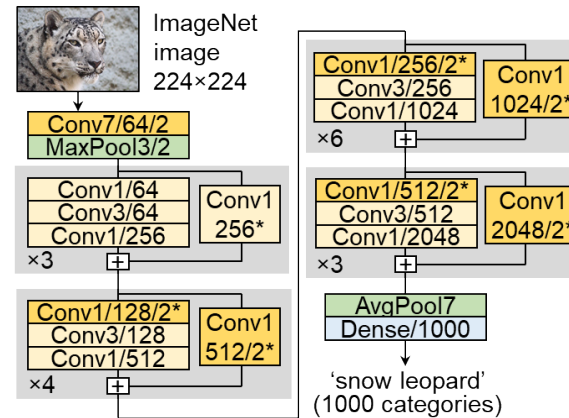 ImageNet
image
224×224
Conv7/64/2
MaxPool3/2
Conv1/64
Conv3/64
Conv1/256
Conv1
256*
×3
+
Conv1/128/2*
Conv3/128
Conv1/512
Conv1
512/2*
×4
+
Conv1/256/2*
Conv3/256
Conv1/1024
Conv1
1024/2*
×6
+
Conv1/512/2*
Conv3/512
Conv1/2048
Conv1
2048/2*
×3
+
AvgPool7
Dense/1000
‘snow leopard’
(1000 categories)